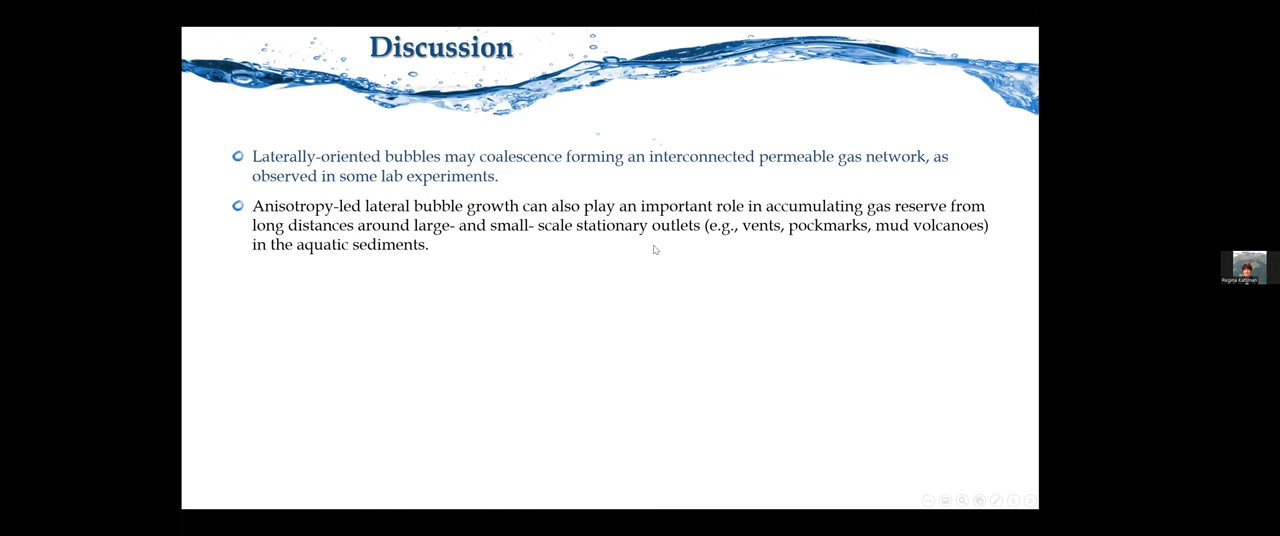 Discussion
Laterally-oriented bubbles may coalescence forming an interconnected permeable gas network, as
observed in some lab experiments.
Anisotropy-led lateral bubble growth can also play an important role in accumulating gas reserve from
long distances around large- and small- scale stationary outlets (e.g., vents, pockmarks, mud volcanoes)
in the aquatic sediments.
Regina Katsman